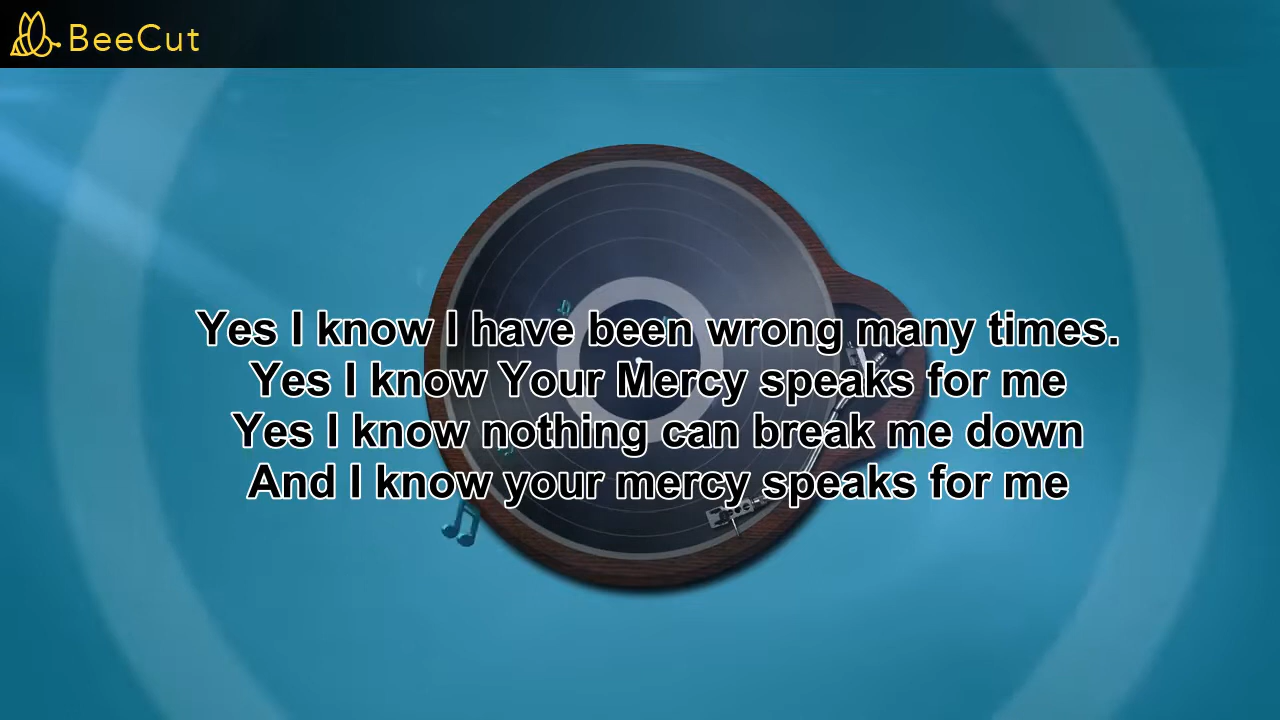 BeeCut
Yes I know I have been wrong many times.
Yes I know Your Mercy speaks for me
Yes I know nothing can break me down
And I know your mercy speaks for me